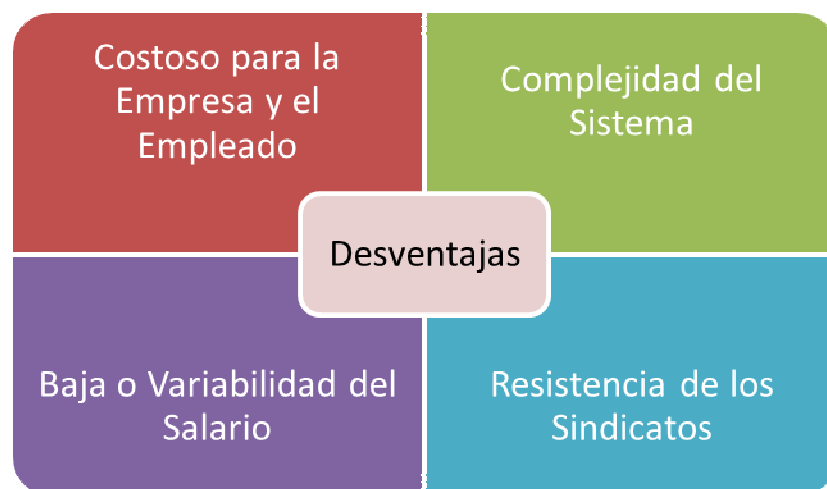 Costoso para la
Empresa y el
Empleado
Complejidad del
Sistema
Desventajas
Baja o Variabilidad del
Salario
Resistencia de los
Sindicatos